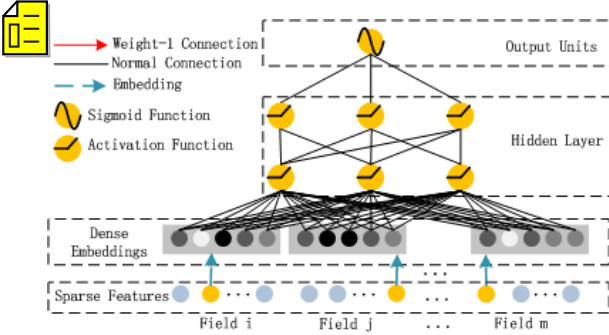 Output Units
Weight-1 Connection
Normal Connection
Embedding
Sigmoid Function
Activation Function
Hidden Layer
Dense
Embeddings
...
Sparse Features
... ... ... ...
Field i Field j ... Field m